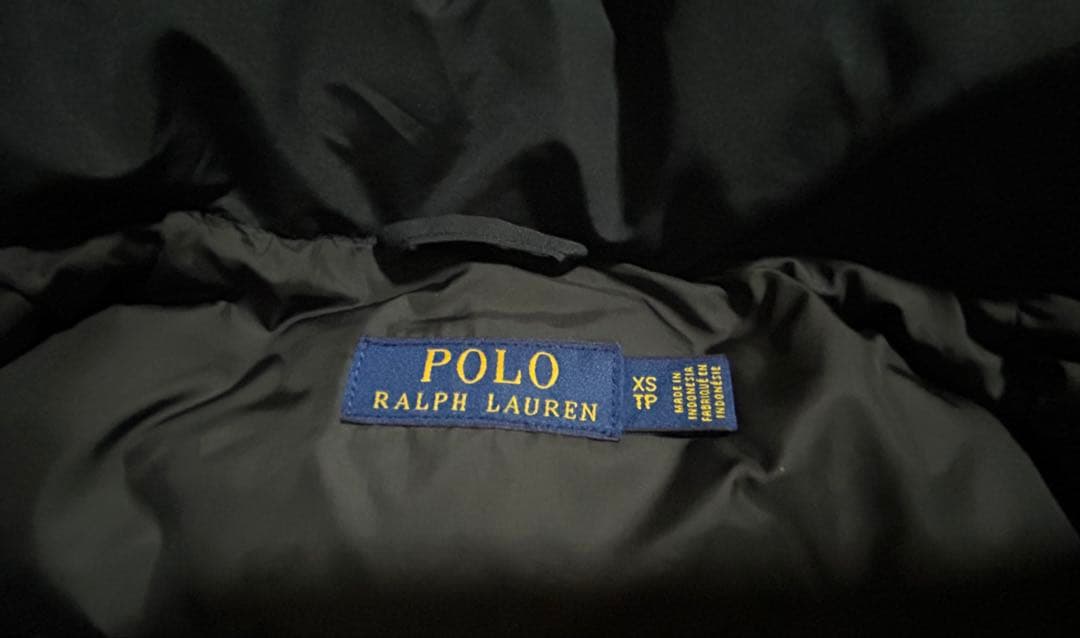 POLO
RALPH LAUREN
XS
TP
MADE IN
INDONESIA
FABRIQUÉ EN
INDONÉSIE